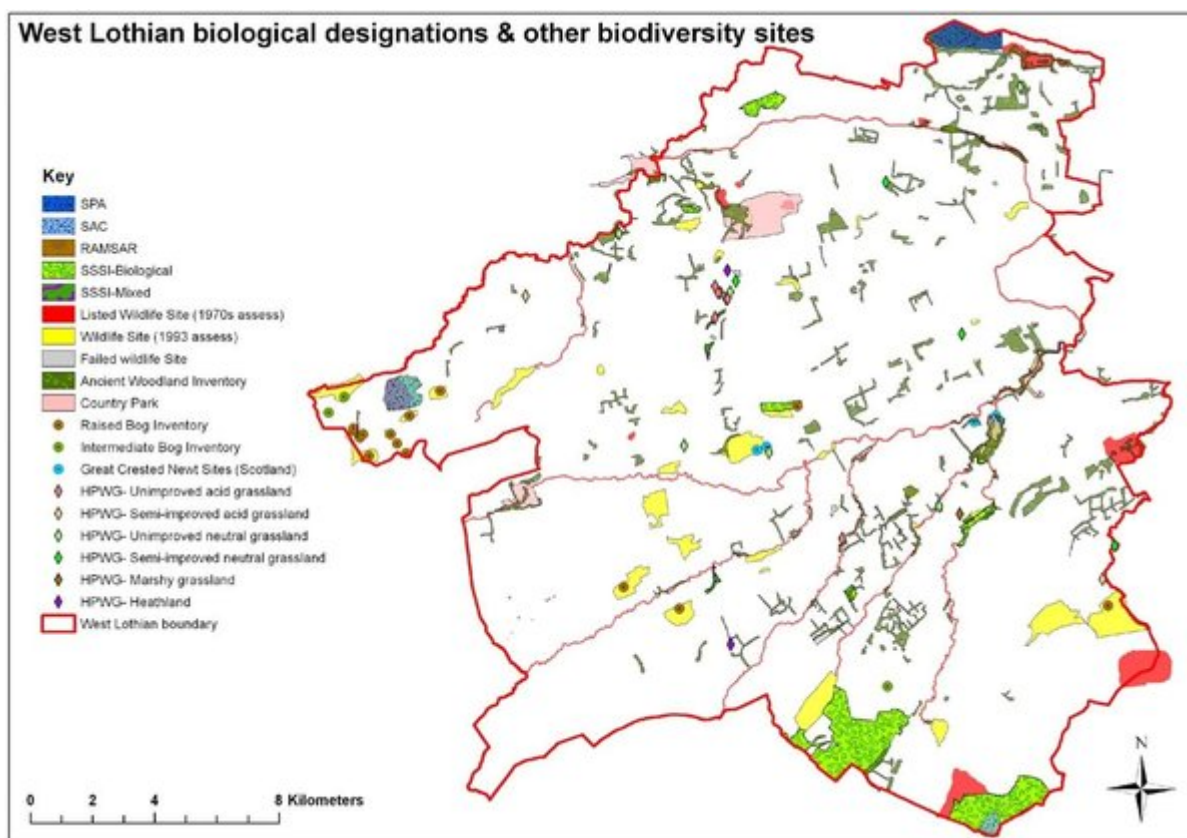 West Lothian biological designations & other biodiversity sites
Key
SPA
SAC
RAMSAR
SSSI-Biological
SSSI-Mixed
Listed Wildlife Site (1970s assess)
Wildlife Site (1993 assess)
Failed wildlife Site
Ancient Woodland Inventory
Country Park
Raised Bog Inventory
Intermediate Bog Inventory
Great Crested Newt Sites (Scotland)
HPWG- Unimproved acid grassland
HPWG- Semi-improved acid grassland
HPWG- Unimproved neutral grassland
HPWG- Semi-improved neutral grassland
HPWG- Marshy grassland
HPWG- Heathland
West Lothian boundary
N
0 2 4 8 Kilometers